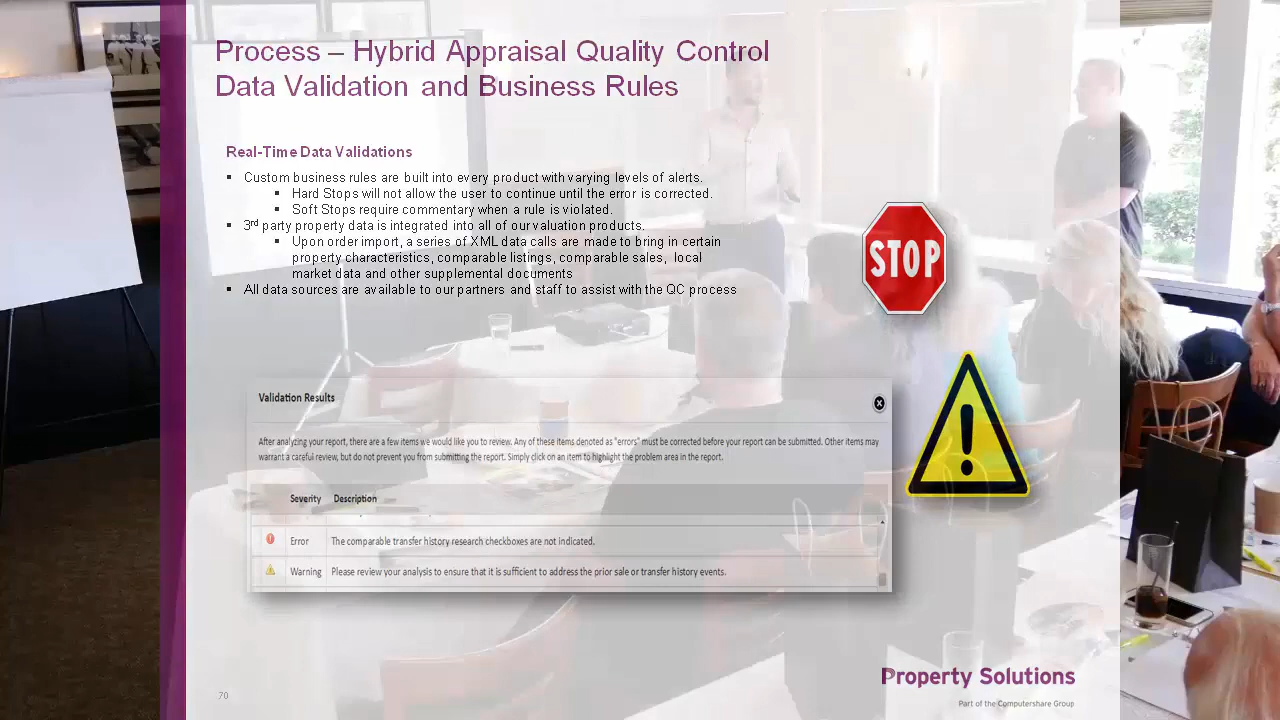 Process – Hybrid Appraisal Quality Control
Data Validation and Business Rules
Real-Time Data Validations
▪ Custom business rules are built into every product with varying levels of alerts.
▪ Hard Stops will not allow the user to continue until the error is corrected.
▪ Soft Stops require commentary when a rule is violated.
▪ 3rd party property data is integrated into all of our valuation products.
▪ Upon order import, a series of XML data calls are made to bring in certain
property characteristics, comparable listings, comparable sales, local
market data and other supplemental documents
▪ All data sources are available to our partners and staff to assist with the QC process
STOP
Validation Results
After analyzing your report, there are a few items we would like you to review. Any of these items denoted as "errors" must be corrected before your report can be submitted. Other items may
warrant a careful review, but do not prevent you from submitting the report. Simply click on an item to highlight the problem area in the report.
Severity Description
Error The comparable transfer history research checkboxes are not indicated.
Warning Please review your analysis to ensure that it is sufficient to address the prior sale or transfer history events.
Property Solutions
Part of the Computershare Group
70